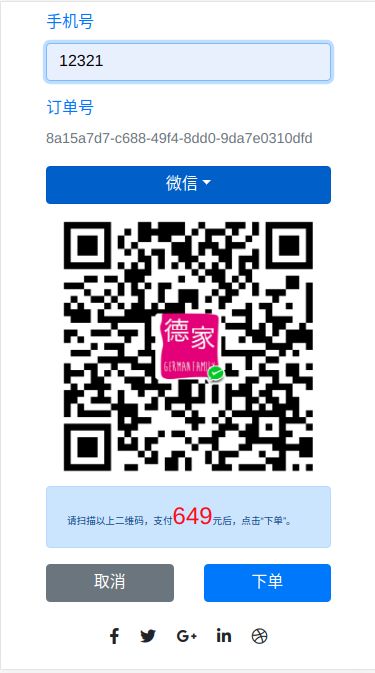 手机号
12321
订单号
8a15a7d7-c688-49f4-8dd0-9da7e0310dfd
微信
德家
GERMAN FAMILY
请扫描以上二维码，支付649元后，点击“下单”。
取消 下单